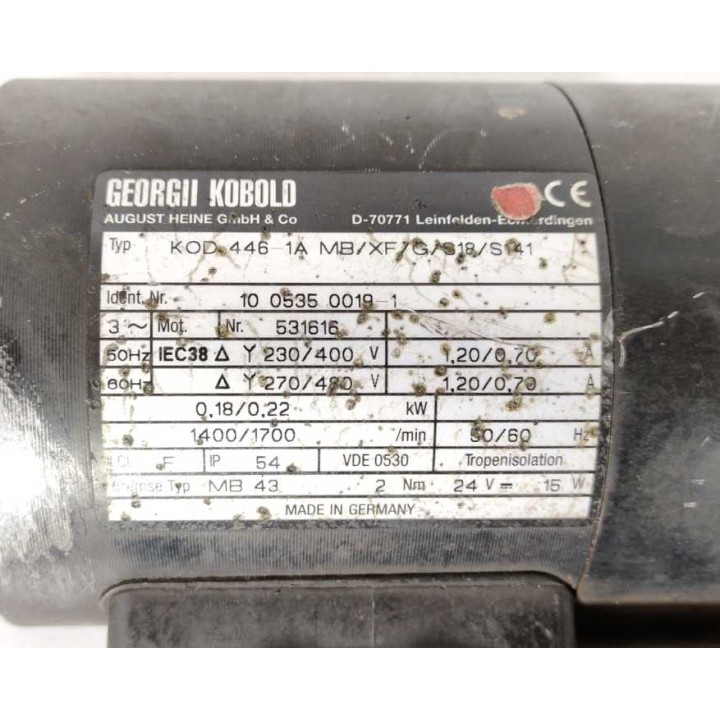 GEORGII KOBOLD CE
AUGUST HEINE GmbH & Co D-70771 Leinfelden-Echterdingen
Typ KOD 446-1A MB/XF/G/S18/S141
Ident. Nr. 10 0535 0019-1
3~ Mot. Nr. 531616
50Hz IEC38 Δ Y 230/400 V 1,20/0,70 A
60Hz Δ Y 270/480 V 1,20/0,70 A
0,18/0,22 kW
1400/1700 /min 50/60 Hz
F IP 54 VDE 0530 Tropenisolation
Bremse Typ MB 43 2 Nm 24 V = 15 W
MADE IN GERMANY